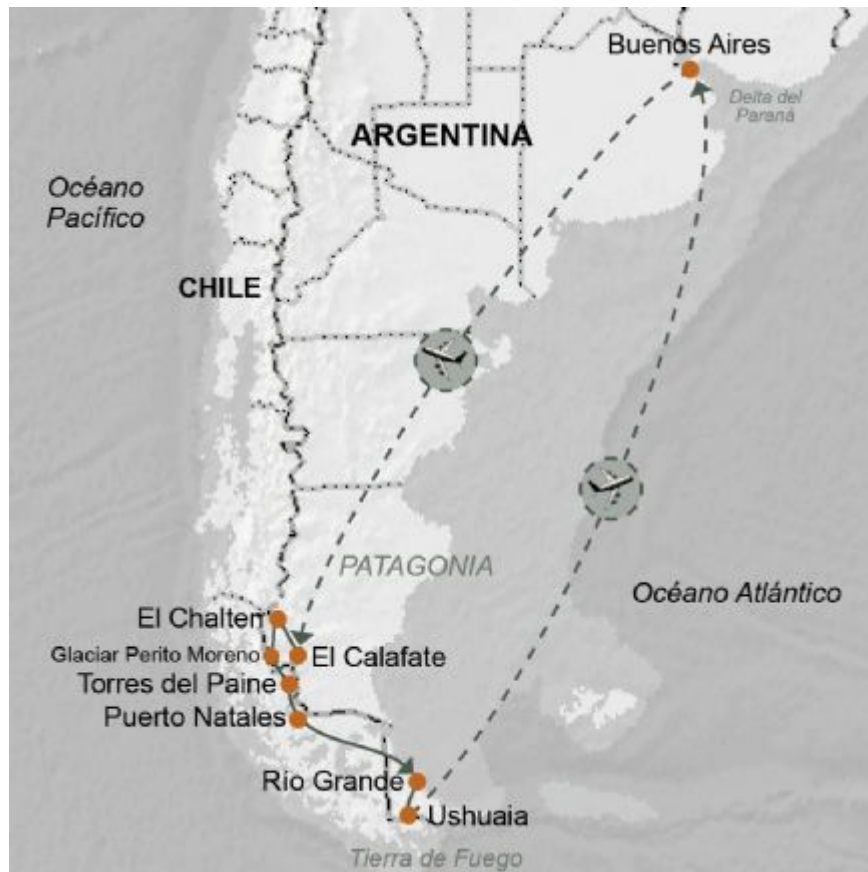 Buenos Aires
Delta del
Paraná
ARGENTINA
Océano
Pacífico
CHILE
PATAGONIA
Océano Atlántico
El Chalten
Glaciar Perito Moreno
El Calafate
Torres del Paine
Puerto Natales
Río Grande
Ushuaia
Tierra de Fuego